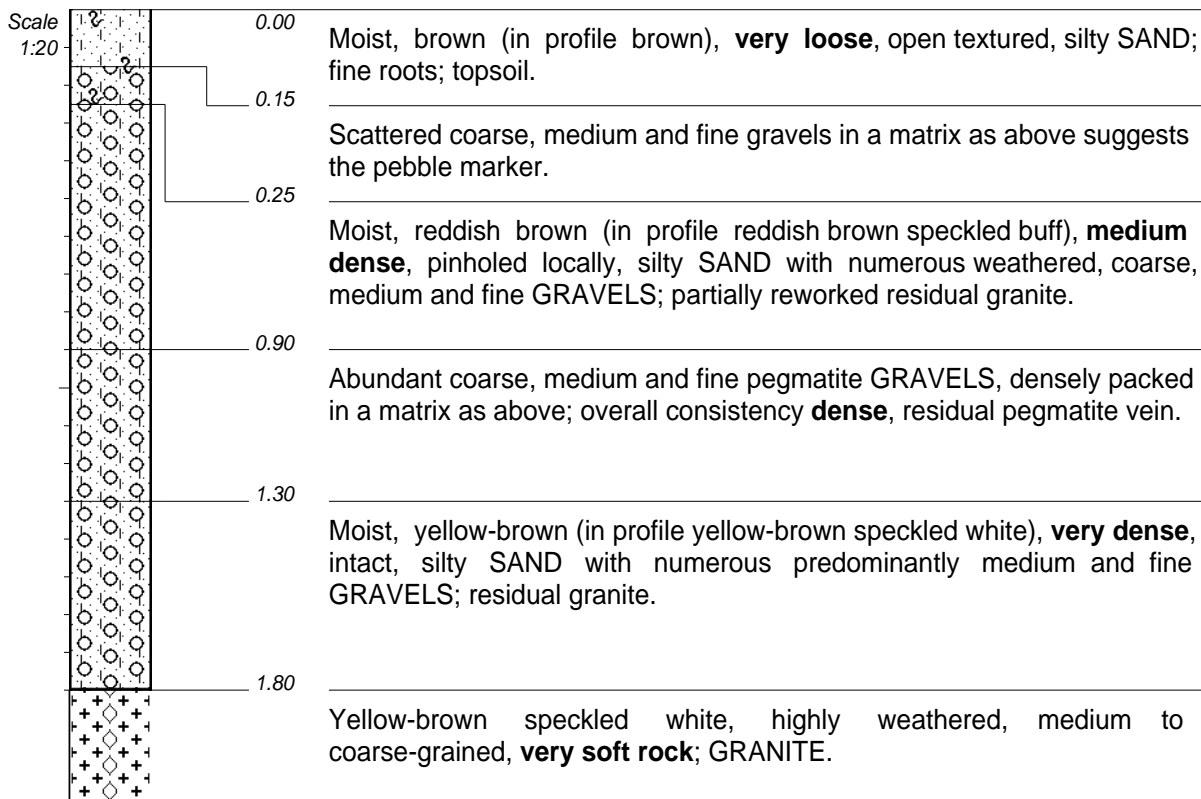 Scale
1:20
0.00
Moist, brown (in profile brown), very loose, open textured, silty SAND;
fine roots; topsoil.
0.15
Scattered coarse, medium and fine gravels in a matrix as above suggests
the pebble marker.
0.25
Moist, reddish brown (in profile reddish brown speckled buff), medium
dense, pinholed locally, silty SAND with numerous weathered, coarse,
medium and fine GRAVELS; partially reworked residual granite.
0.90
Abundant coarse, medium and fine pegmatite GRAVELS, densely packed
in a matrix as above; overall consistency dense, residual pegmatite vein.
1.30
Moist, yellow-brown (in profile yellow-brown speckled white), very dense,
intact, silty SAND with numerous predominantly medium and fine
GRAVELS; residual granite.
1.80
Yellow-brown speckled white, highly weathered, medium to
coarse-grained, very soft rock; GRANITE.